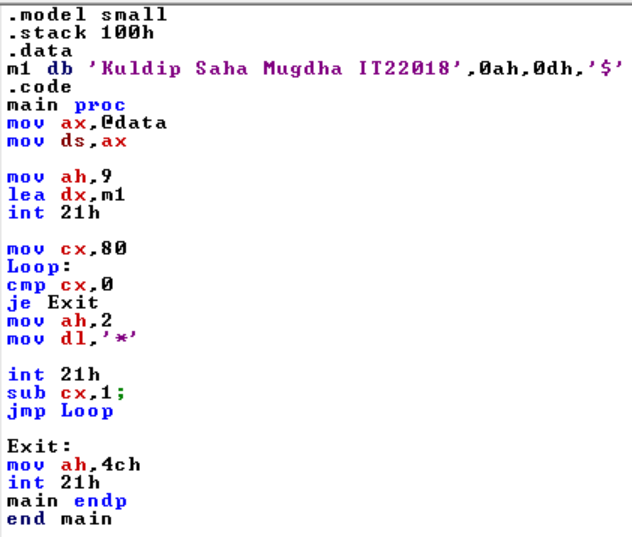 .model small
.stack 100h
.data
m1 db 'Kuldip Saha Mugdha IT22018',0ah,0dh,'$'
.code
main proc
mov ax,@data
mov ds,ax
mov ah,9
lea dx,m1
int 21h
mov cx,80
Loop:
cmp cx,0
je Exit
mov ah,2
mov dl,'*'
int 21h
sub cx,1;
jmp Loop
Exit:
mov ah,4ch
int 21h
main endp
end main